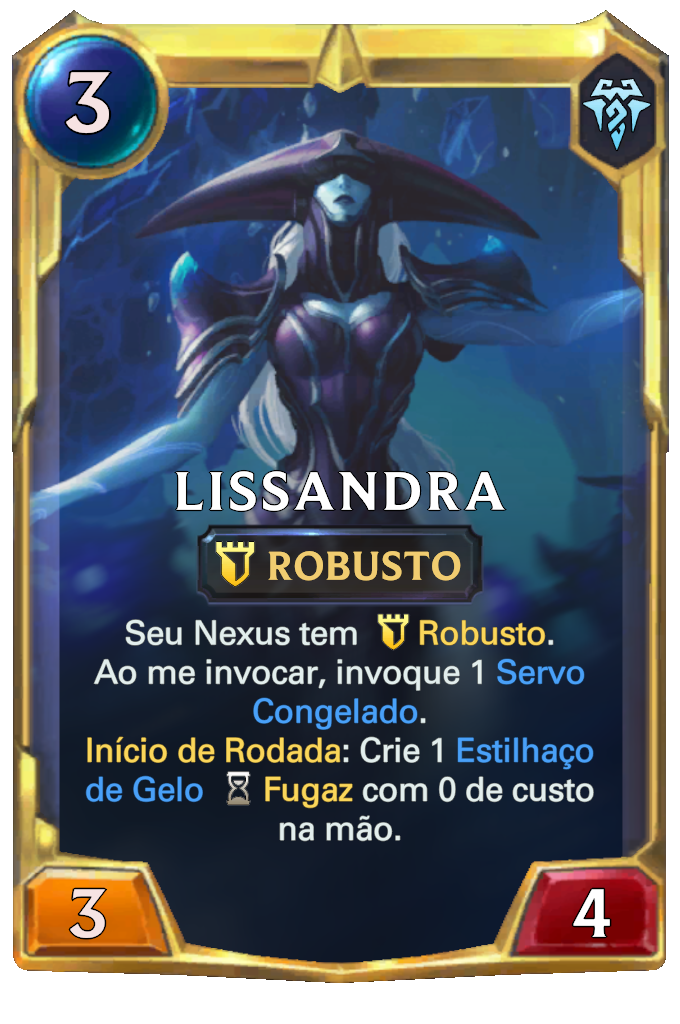 3
LISSANDRA
ROBUSTO
Seu Nexus tem Robusto.
Ao me invocar, invoque 1 Servo
Congelado.
Início de Rodada: Crie 1 Estilhaço
de Gelo Fugaz com 0 de custo
na mão.
3
4